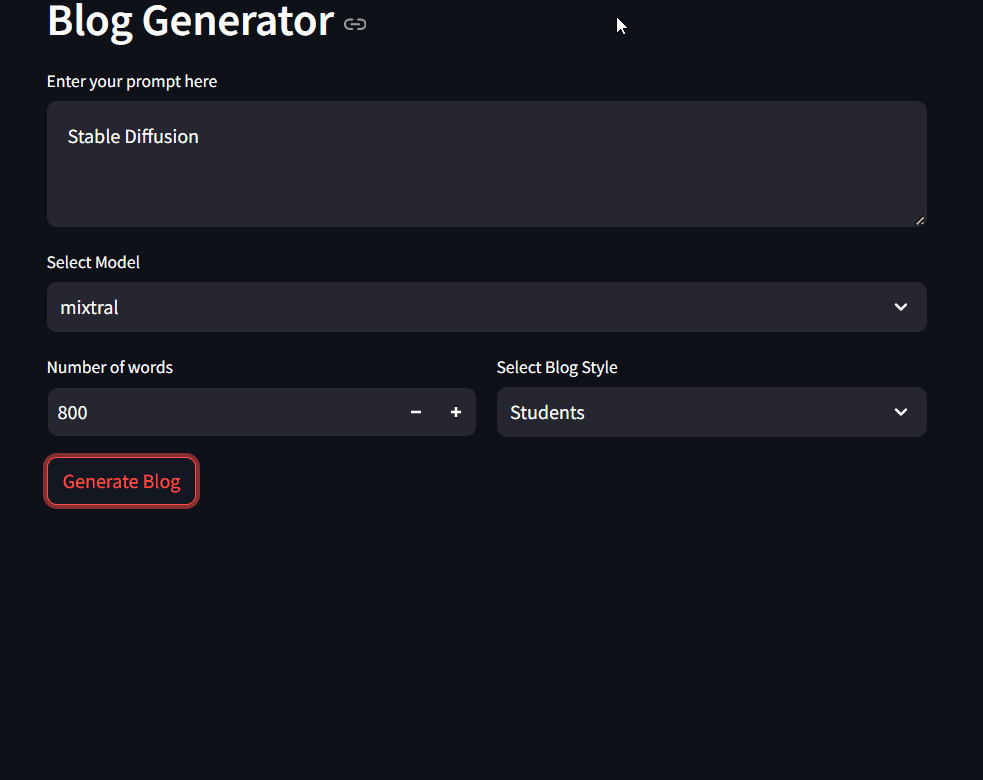 Blog Generator
Enter your prompt here
Stable Diffusion
Select Model
mixtral
Number of words
Select Blog Style
800
Students
Generate Blog